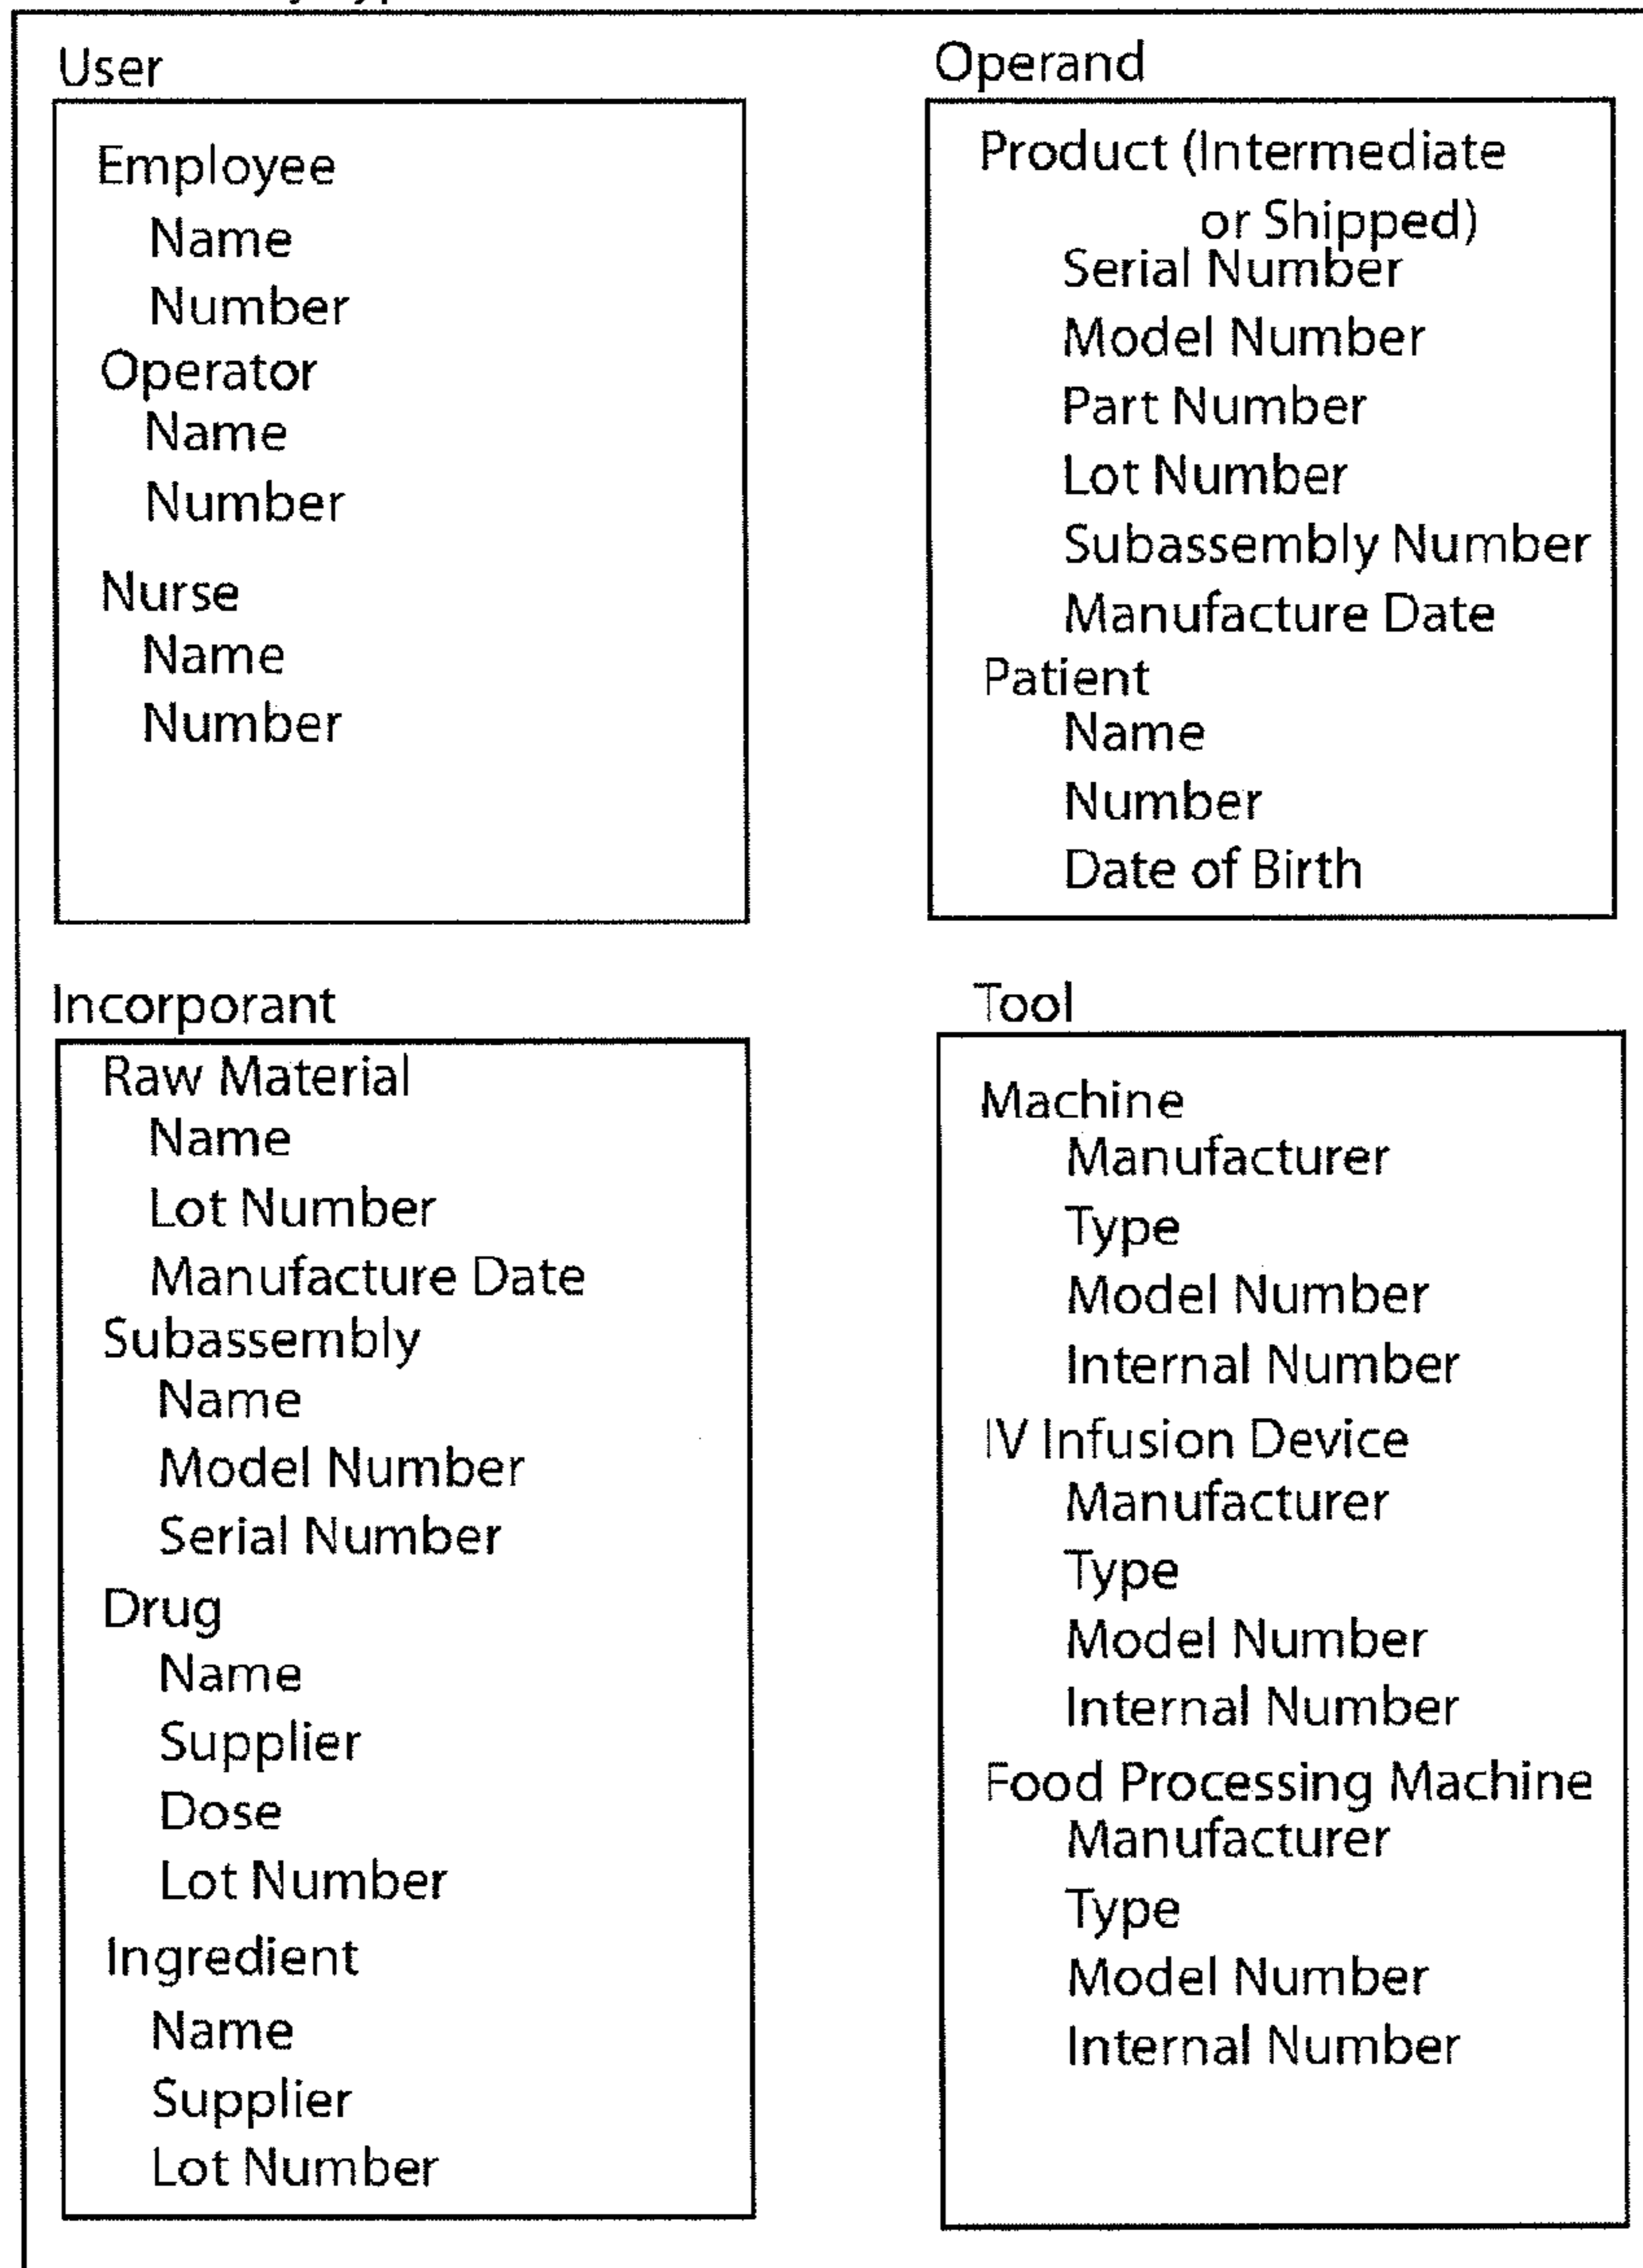 User
Employee
Name
Number
Operator
Name
Number
Nurse
Name
Number
Operand
Product (Intermediate
or Shipped)
Serial Number
Model Number
Part Number
Lot Number
Subassembly Number
Manufacture Date
Patient
Name
Number
Date of Birth
Incorporant
Raw Material
Name
Lot Number
Manufacture Date
Subassembly
Name
Model Number
Serial Number
Drug
Name
Supplier
Dose
Lot Number
Ingredient
Name
Supplier
Lot Number
Tool
Machine
Manufacturer
Type
Model Number
Internal Number
IV Infusion Device
Manufacturer
Type
Model Number
Internal Number
Food Processing Machine
Manufacturer
Type
Model Number
Internal Number